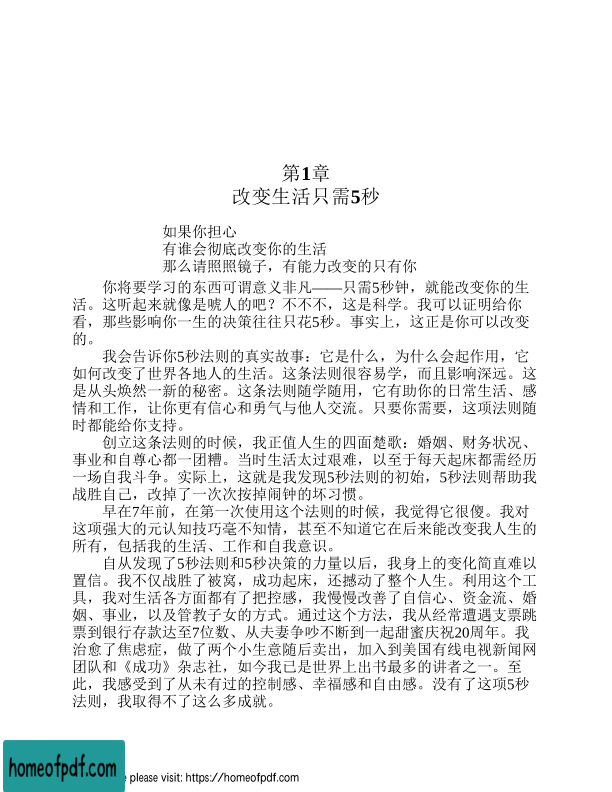 第1章
改变生活只需5秒
如果你担心
有谁会彻底改变你的生活
那么请照照镜子，有能力改变的只有你
你将要学习的东西可谓意义非凡——只需5秒钟，就能改变你的生
活。这听起来就像是唬人的吧？不不不，这是科学。我可以证明给你
看，那些影响你一生的决策往往只花5秒。事实上，这正是你可以改变
的。
我会告诉你5秒法则的真实故事：它是什么，为什么会起作用，它
如何改变了世界各地人的生活。这条法则很容易学，而且影响深远。这
是从头焕然一新的秘密。这条法则随学随用，它有助你的日常生活、感
情和工作，让你更有信心和勇气与他人交流。只要你需要，这项法则随
时都能给你支持。
创立这条法则的时候，我正值人生的四面楚歌：婚姻、财务状况、
事业和自尊心都一团糟。当时生活太过艰难，以至于每天起床都需经历
一场自我斗争。实际上，这就是我发现5秒法则的初始，5秒法则帮助我
战胜自己，改掉了一次次按掉闹钟的坏习惯。
早在7年前，在第一次使用这个法则的时候，我觉得它很傻。我对
这项强大的元认知技巧毫不知情，甚至不知道它在后来能改变我人生的
所有，包括我的生活、工作和自我意识。
自从发现了5秒法则和5秒决策的力量以后，我身上的变化简直难以
置信。我不仅战胜了被窝，成功起床，还撼动了整个人生。利用这个工
具，我对生活各方面都有了把控感，我慢慢改善了自信心、资金流、婚
姻、事业，以及管教子女的方式。通过这个方法，我从经常遭遇支票跳
票到银行存款达至7位数、从夫妻争吵不断到一起甜蜜庆祝20周年。我
治愈了焦虑症，做了两个小生意随后卖出，加入到美国有线电视新闻网
团队和《成功》杂志社，如今我已是世界上出书最多的讲者之一。至
此，我感受到了从未有过的控制感、幸福感和自由感。没有了这项5秒
法则，我取得不了这么多成就。
homeofpdf.com
e please visit: https://homeofpdf.com